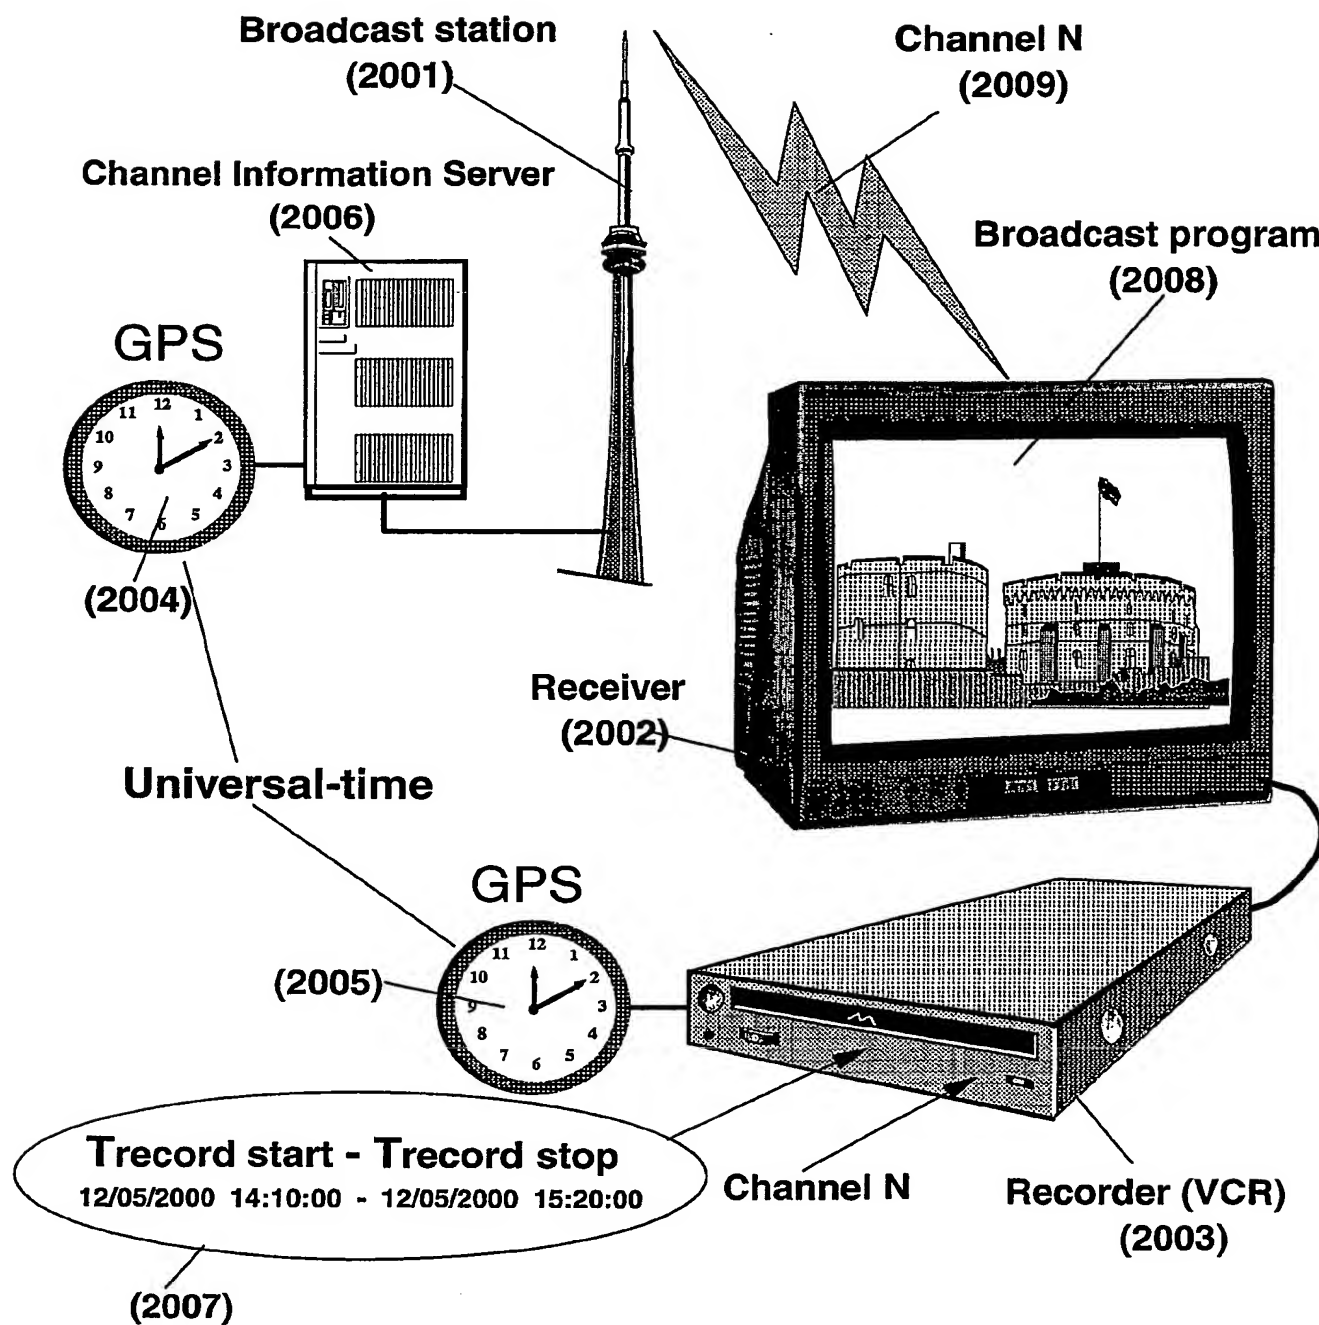 Broadcast station
(2001)
Channel N
(2009)
Channel Information Server
(2006)
Broadcast program
(2008)
GPS
12
1
2
3
4
5
6
7
8
9
10
11
(2004)
Receiver
(2002)
Universal-time
GPS
12
1
2
3
4
5
6
7
8
9
10
11
(2005)
Trecord start - Trecord stop
12/05/2000 14:10:00 - 12/05/2000 15:20:00
(2007)
Channel N
Recorder (VCR)
(2003)